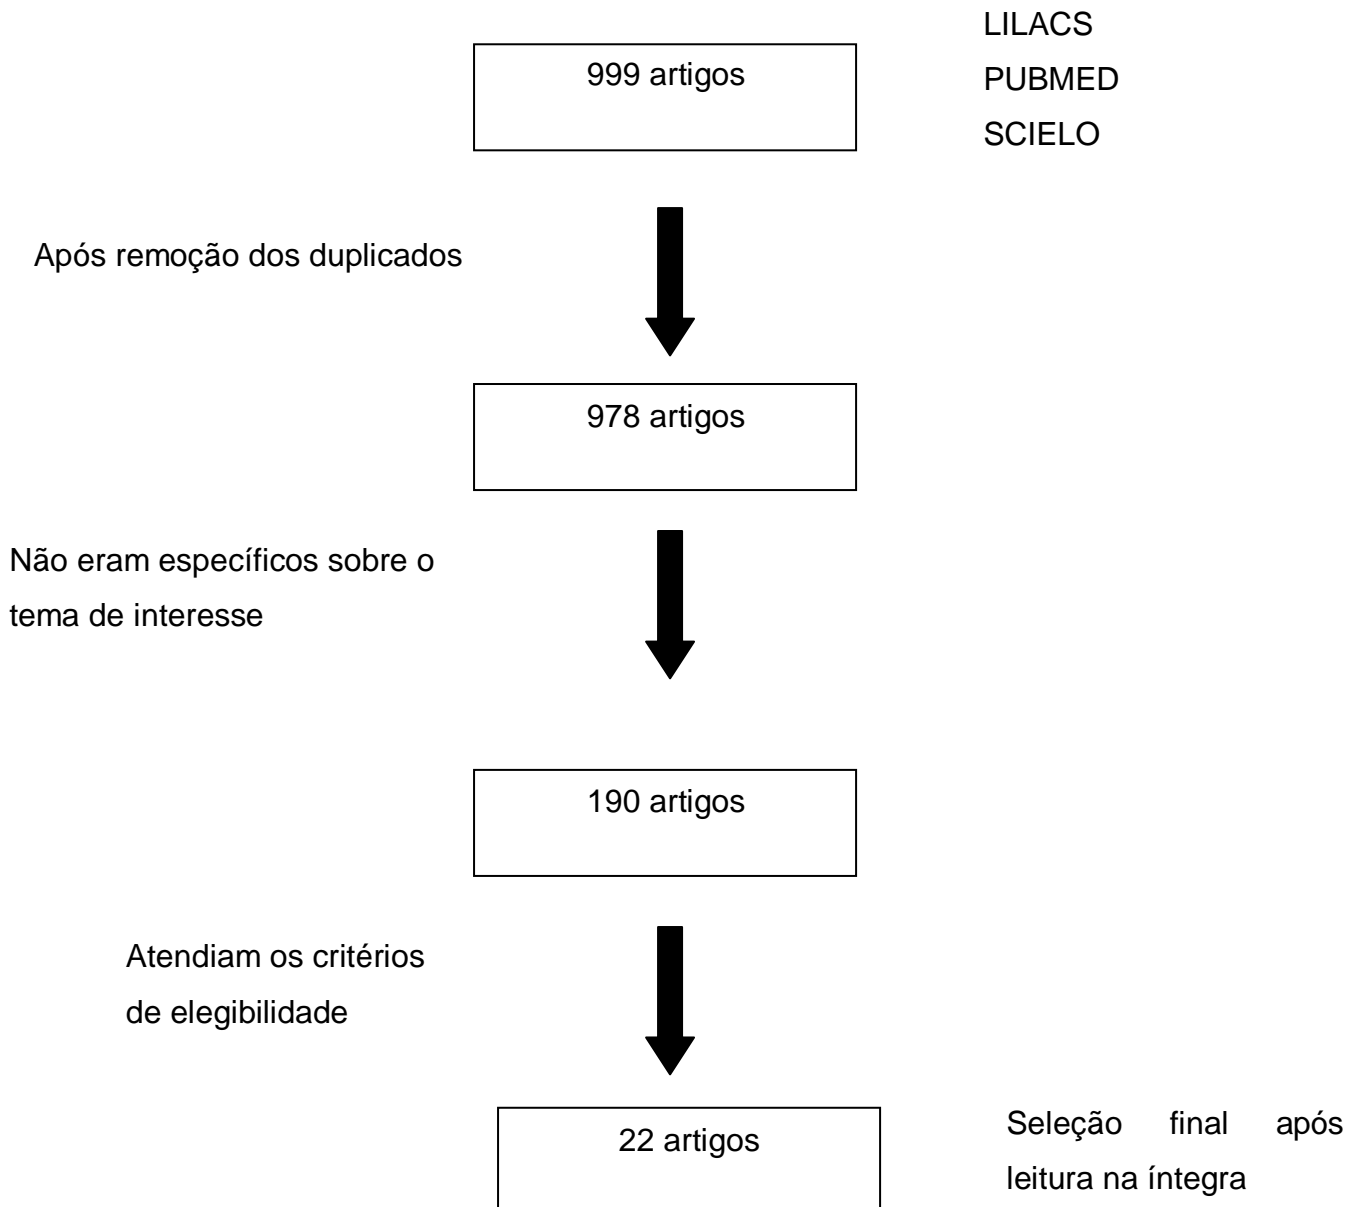 LILACS
999 artigos
PUBMED
SCIELO
Após remoção dos duplicados
978 artigos
Não eram específicos sobre o
tema de interesse
190 artigos
Atendiam os critérios
de elegibilidade
22 artigos
Seleção final após
leitura na íntegra